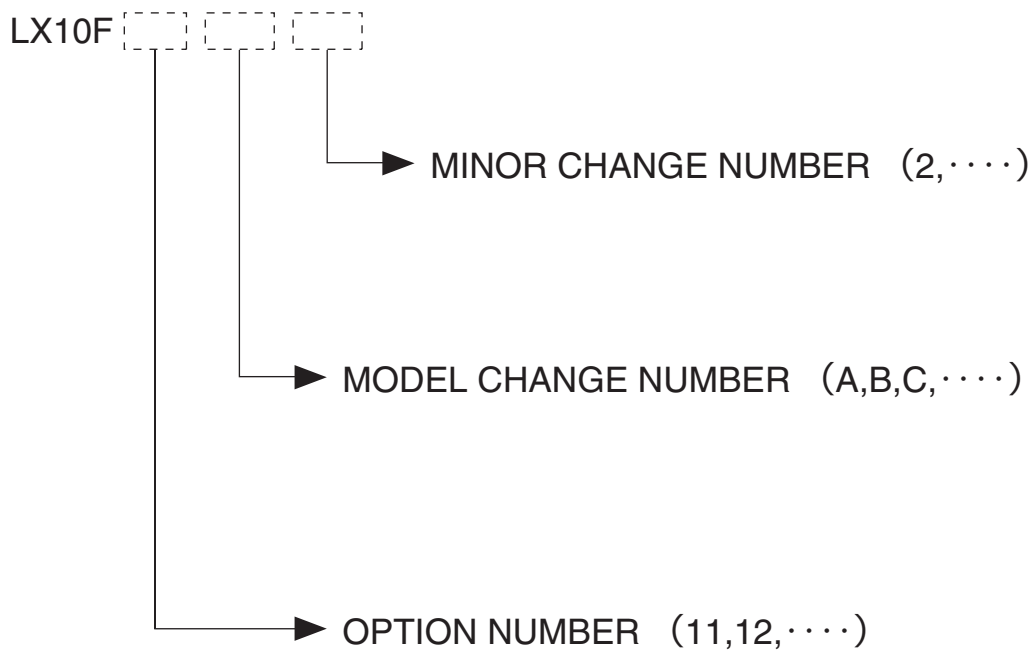 LX10F
MINOR CHANGE NUMBER （2,････）
MODEL CHANGE NUMBER （A,B,C,････）
OPTION NUMBER （11,12,････）